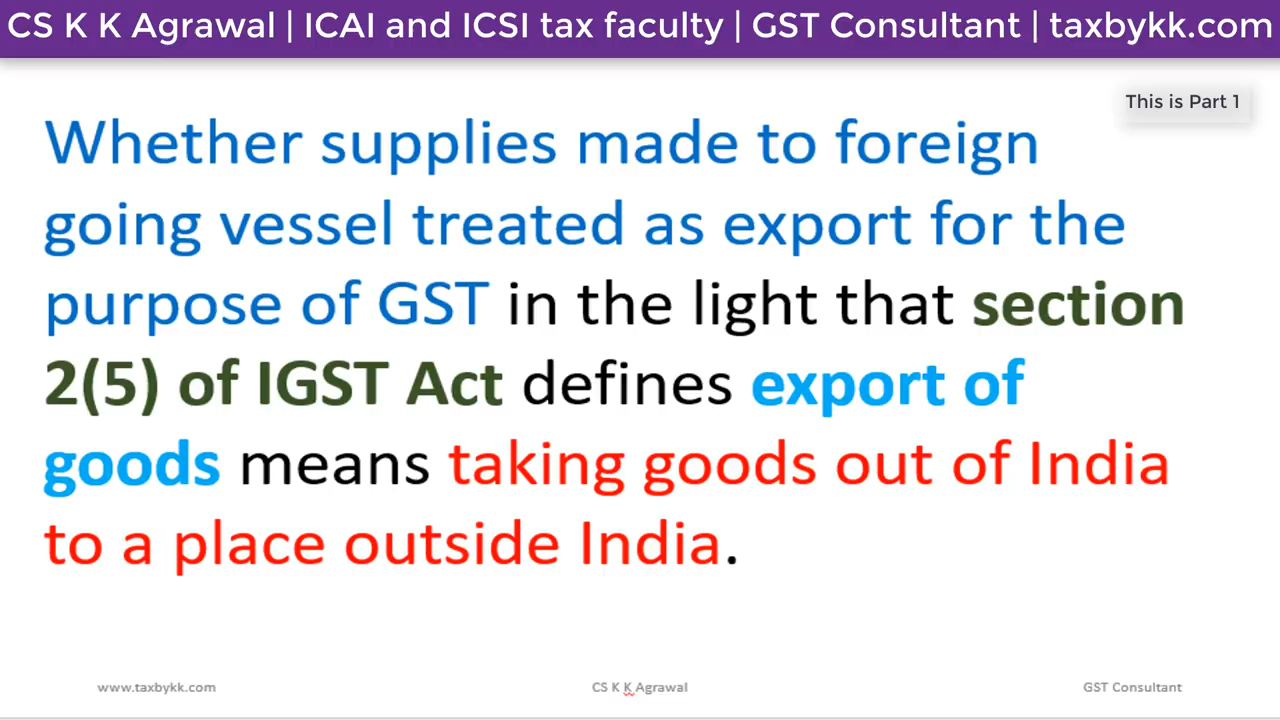 CS K K Agrawal | ICAI and ICSI tax faculty | GST Consultant | taxbykk.com
This is Part 1
Whether supplies made to foreign
going vessel treated as export for the
purpose of GST in the light that section
2(5) of IGST Act defines export of
goods means taking goods out of India
to a place outside India.
www.taxbykk.com
CS K K Agrawal
GST Consultant